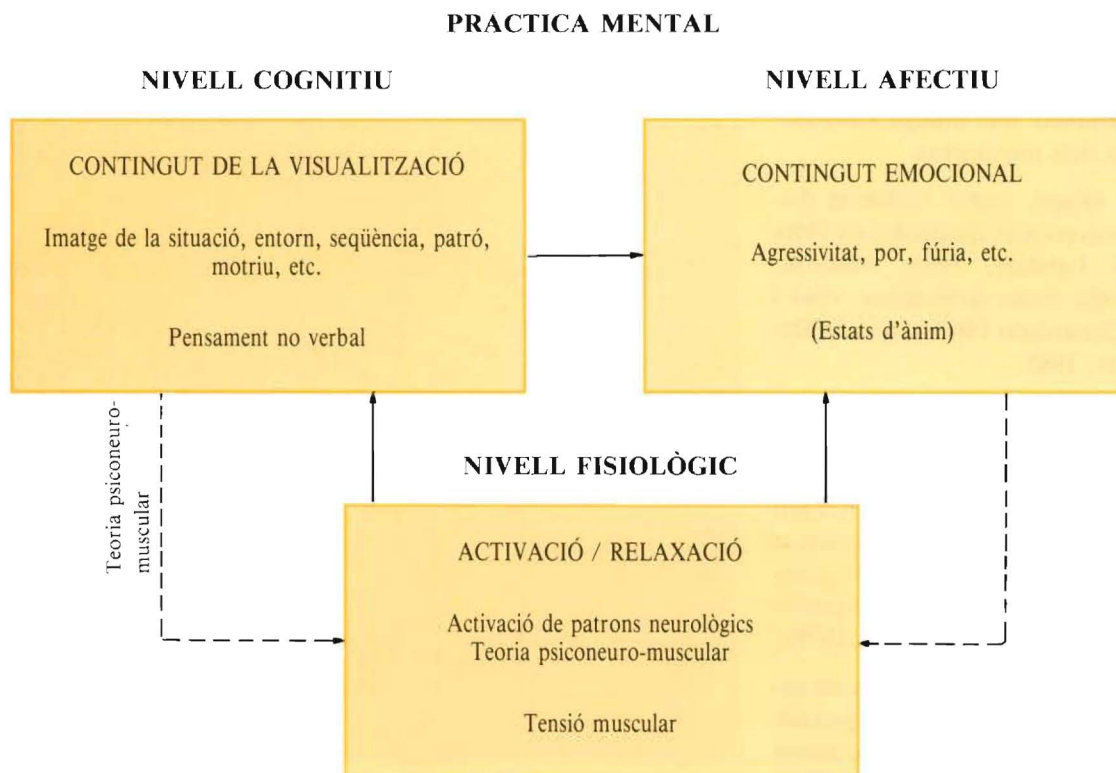 PRÀCTICA MENTAL
NIVELL COGNITIU
NIVELL AFECTIU
CONTINGUT DE LA VISUALITZACIÓ
Imatge de la situació, entorn, seqüència, patró,
motriu, etc.
Pensament no verbal
CONTINGUT EMOCIONAL
Agressivitat, por, fúria, etc.
(Estats d'ànim)
Teoria psiconeuro-
muscular
NIVELL FISIOLÒGIC
ACTIVACIÓ / RELAXACIÓ
Activació de patrons neurològics
Teoria psiconeuro-muscular
Tensió muscular